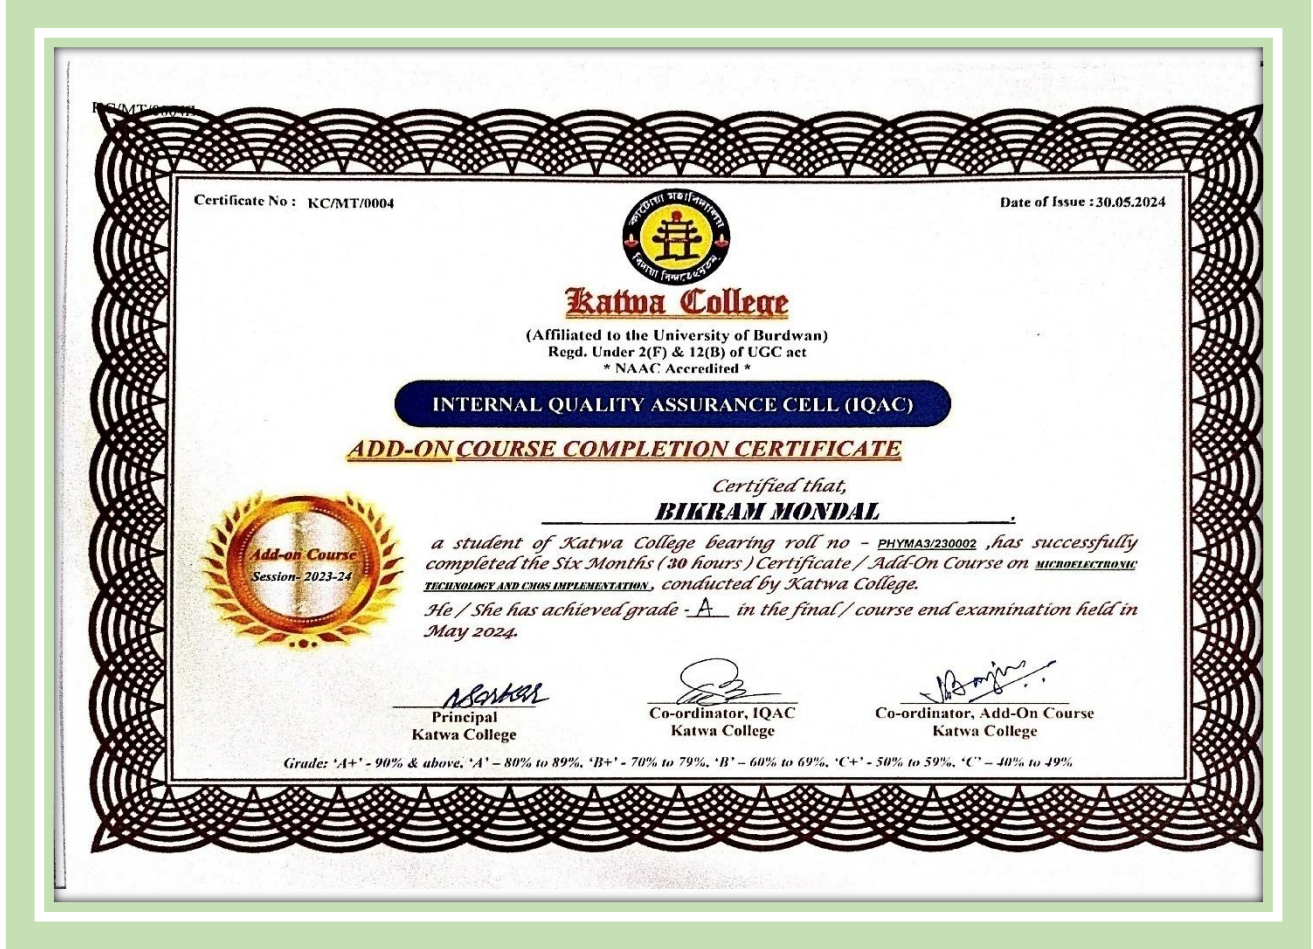 Certificate No : KC/MT/0004
Date of Issue :30.05.2024
কাটোয়া মহাবিদ্যালয়
Katwa College
(Affiliated to the University of Burdwan)
Regd. Under 2(F) & 12(B) of UGC act
* NAAC Accredited *
INTERNAL QUALITY ASSURANCE CELL (IQAC)
ADD-ON COURSE COMPLETION CERTIFICATE
Certified that,
BIKRAM MONDAL .
a student of Katwa College bearing roll no - PHYMA3/230002 ,has successfully
completed the Six Months (30 hours) Certificate / Add-On Course on MICROELECTRONIC
TECHNOLOGY AND CMOS IMPLEMENTATION, conducted by Katwa College.
He / She has achieved grade - A in the final / course end examination held in
May 2024.
Add-on Course
Session- 2023-24
Principal
Katwa College
Co-ordinator, IQAC
Katwa College
Co-ordinator, Add-On Course
Katwa College
Grade: 'A+' - 90% & above, 'A' – 80% to 89%, 'B+' - 70% to 79%, 'B' – 60% to 69%, 'C+' - 50% to 59%, 'C' – 40% to 49%